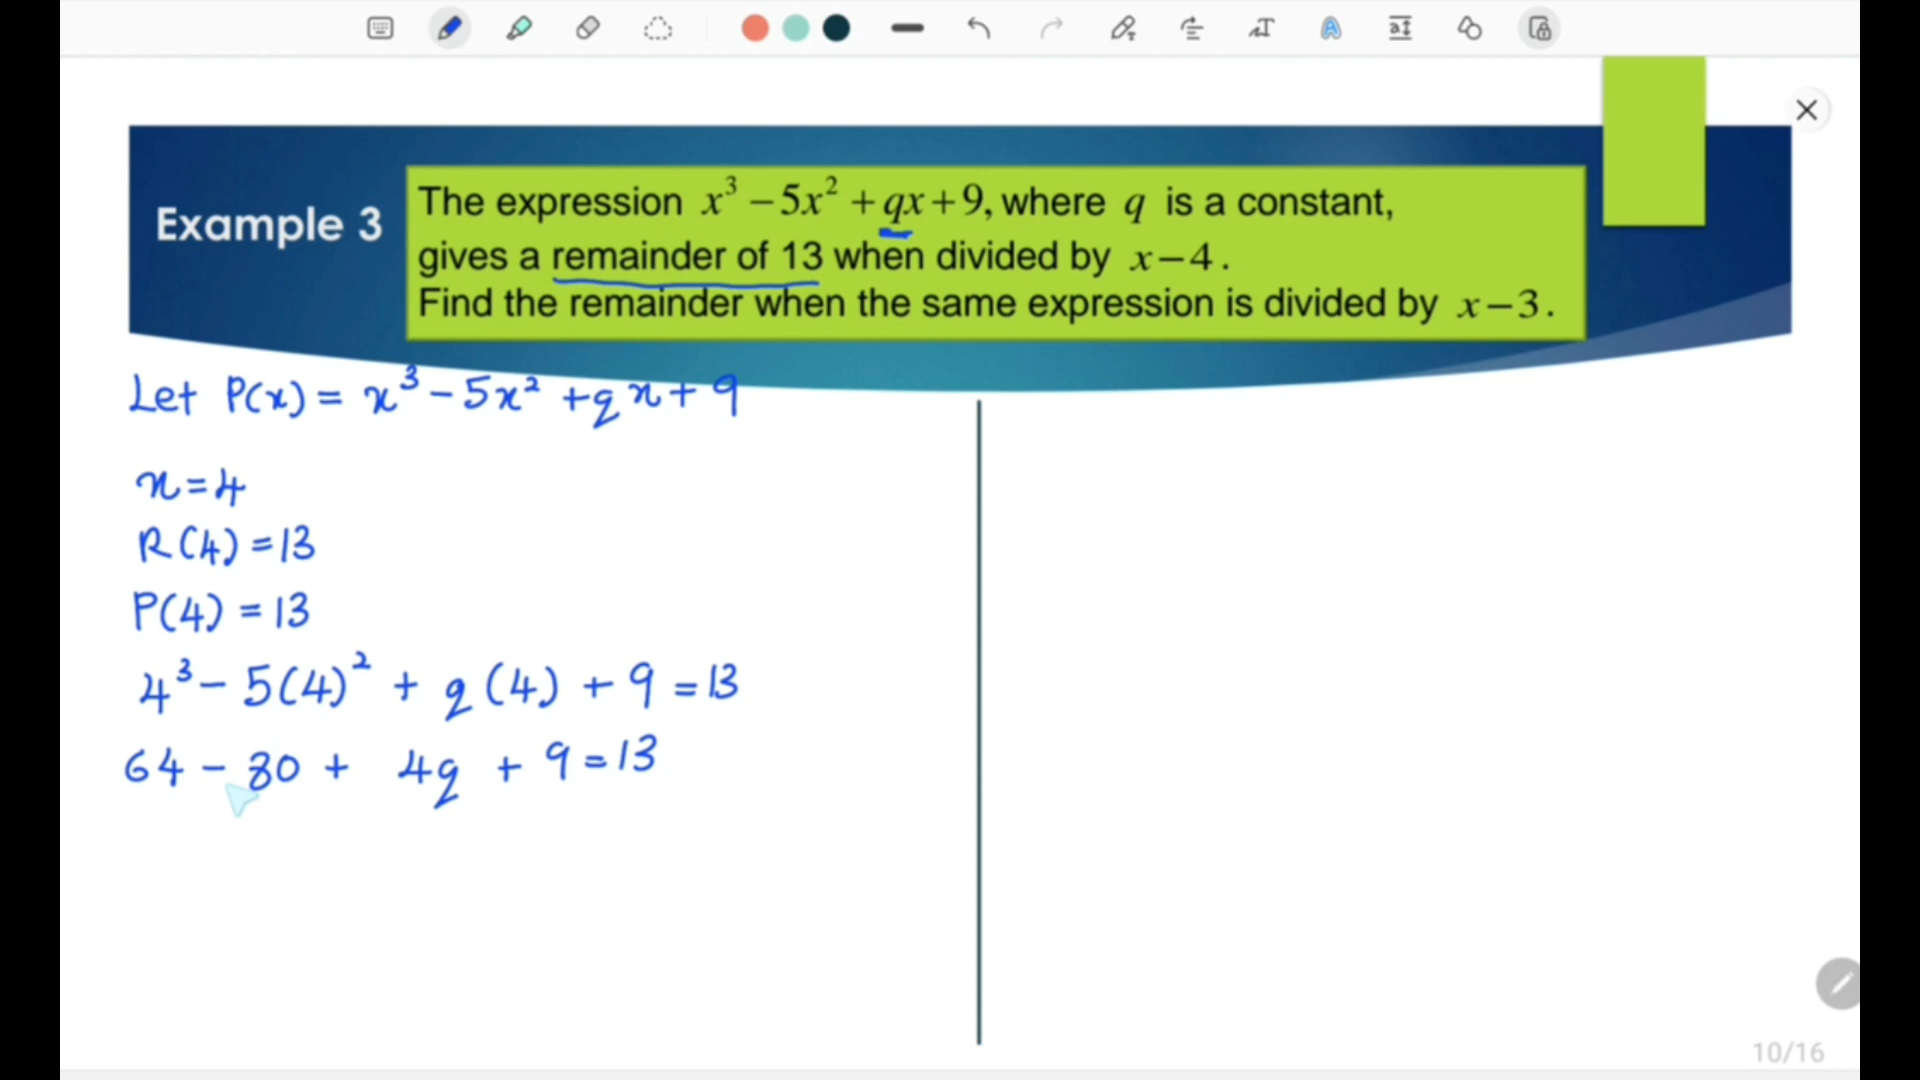 Example 3
The expression x³ − 5x² + qx + 9, where q is a constant,
gives a remainder of 13 when divided by x − 4.
Find the remainder when the same expression is divided by x − 3.
Let P(x) = x³ − 5x² + qx + 9
x = 4
R(4) = 13
P(4) = 13
4³ − 5(4)² + q(4) + 9 = 13
64 − 80 + 4q + 9 = 13
10/16